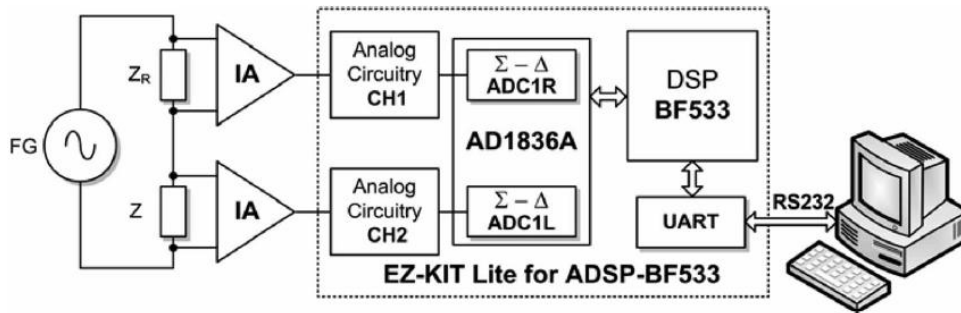 FG
Z_R
IA
Analog
Circuitry
CH1
Σ – Δ
ADC1R
AD1836A
DSP
BF533
Z
IA
Analog
Circuitry
CH2
Σ – Δ
ADC1L
UART
RS232
EZ-KIT Lite for ADSP-BF533